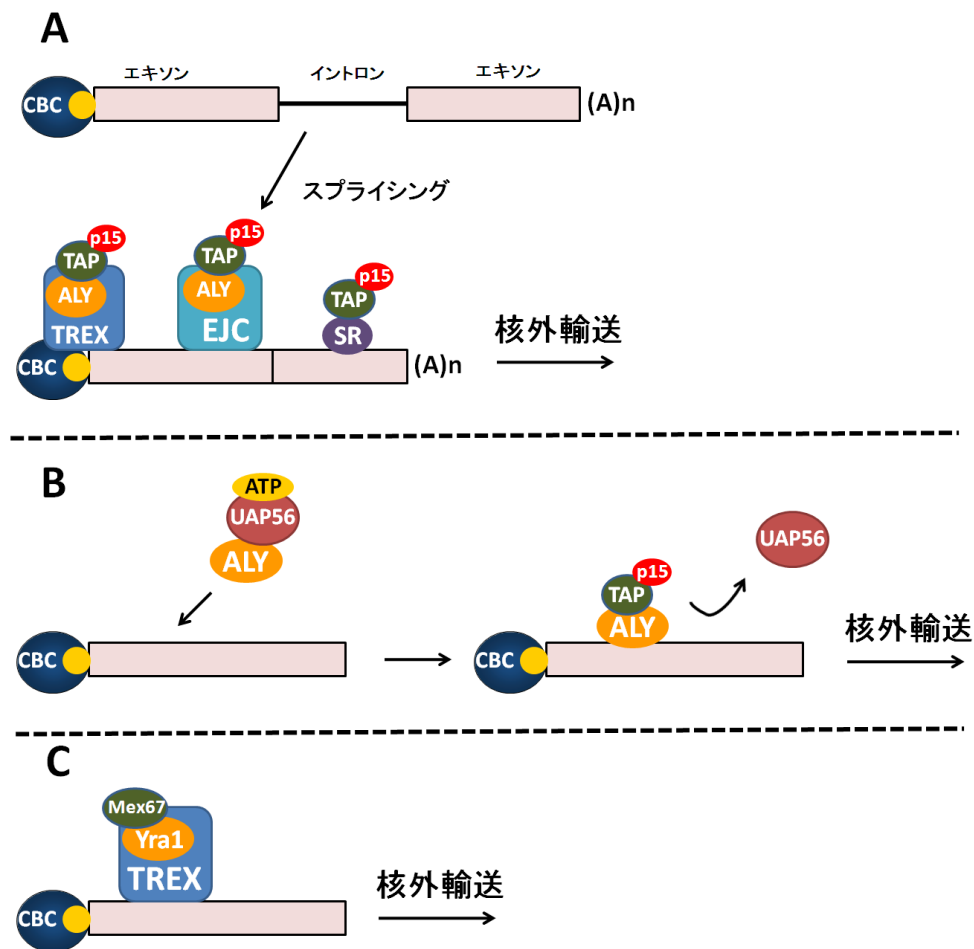 A
エキソン
イントロン
エキソン
CBC
(A)n
スプライシング
p15
TAP
ALY
TREX
p15
TAP
ALY
EJC
p15
TAP
SR
CBC
(A)n
核外輸送
B
ATP
UAP56
ALY
CBC
p15
TAP
ALY
UAP56
CBC
核外輸送
C
Mex67
Yra1
TREX
CBC
核外輸送